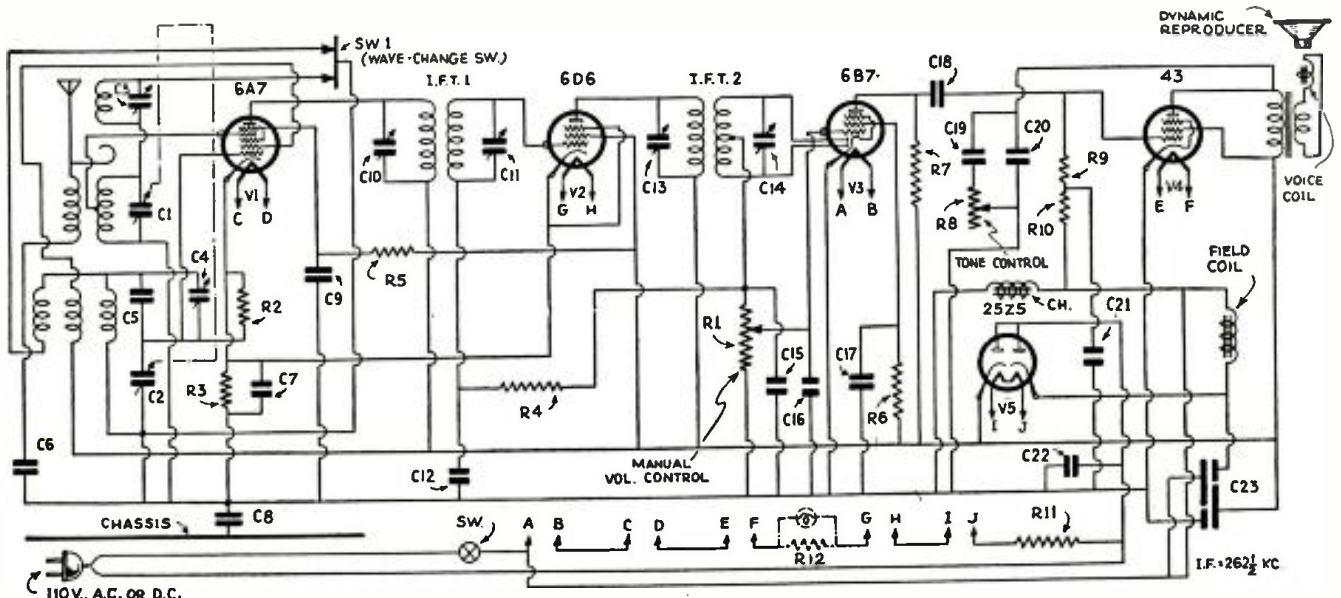 DYNAMIC
REPRODUCER
SW.1
(WAVE-CHANGE SW.)
6A7
I.F.T. 1
6D6
I.F.T. 2
6B7
C18
43
C10
C11
C13
C14
C19
C20
R7
R9
V1
V2
V3
V4
C D
G H
A B
E F
C1
R8
R10
VOICE
COIL
TONE CONTROL
FIELD
COIL
C4
C5
R2
C9
R5
25Z5
CH.
C21
R1
C15
C17
C2
R3
C7
R4
C16
R6
V5
I J
C6
C12
MANUAL
VOL. CONTROL
C22
C23
CHASSIS
C8
SW.
A B C D E F G H I J
R11
R12
I.F.=262½ KC
110V., A.C. OR D.C.